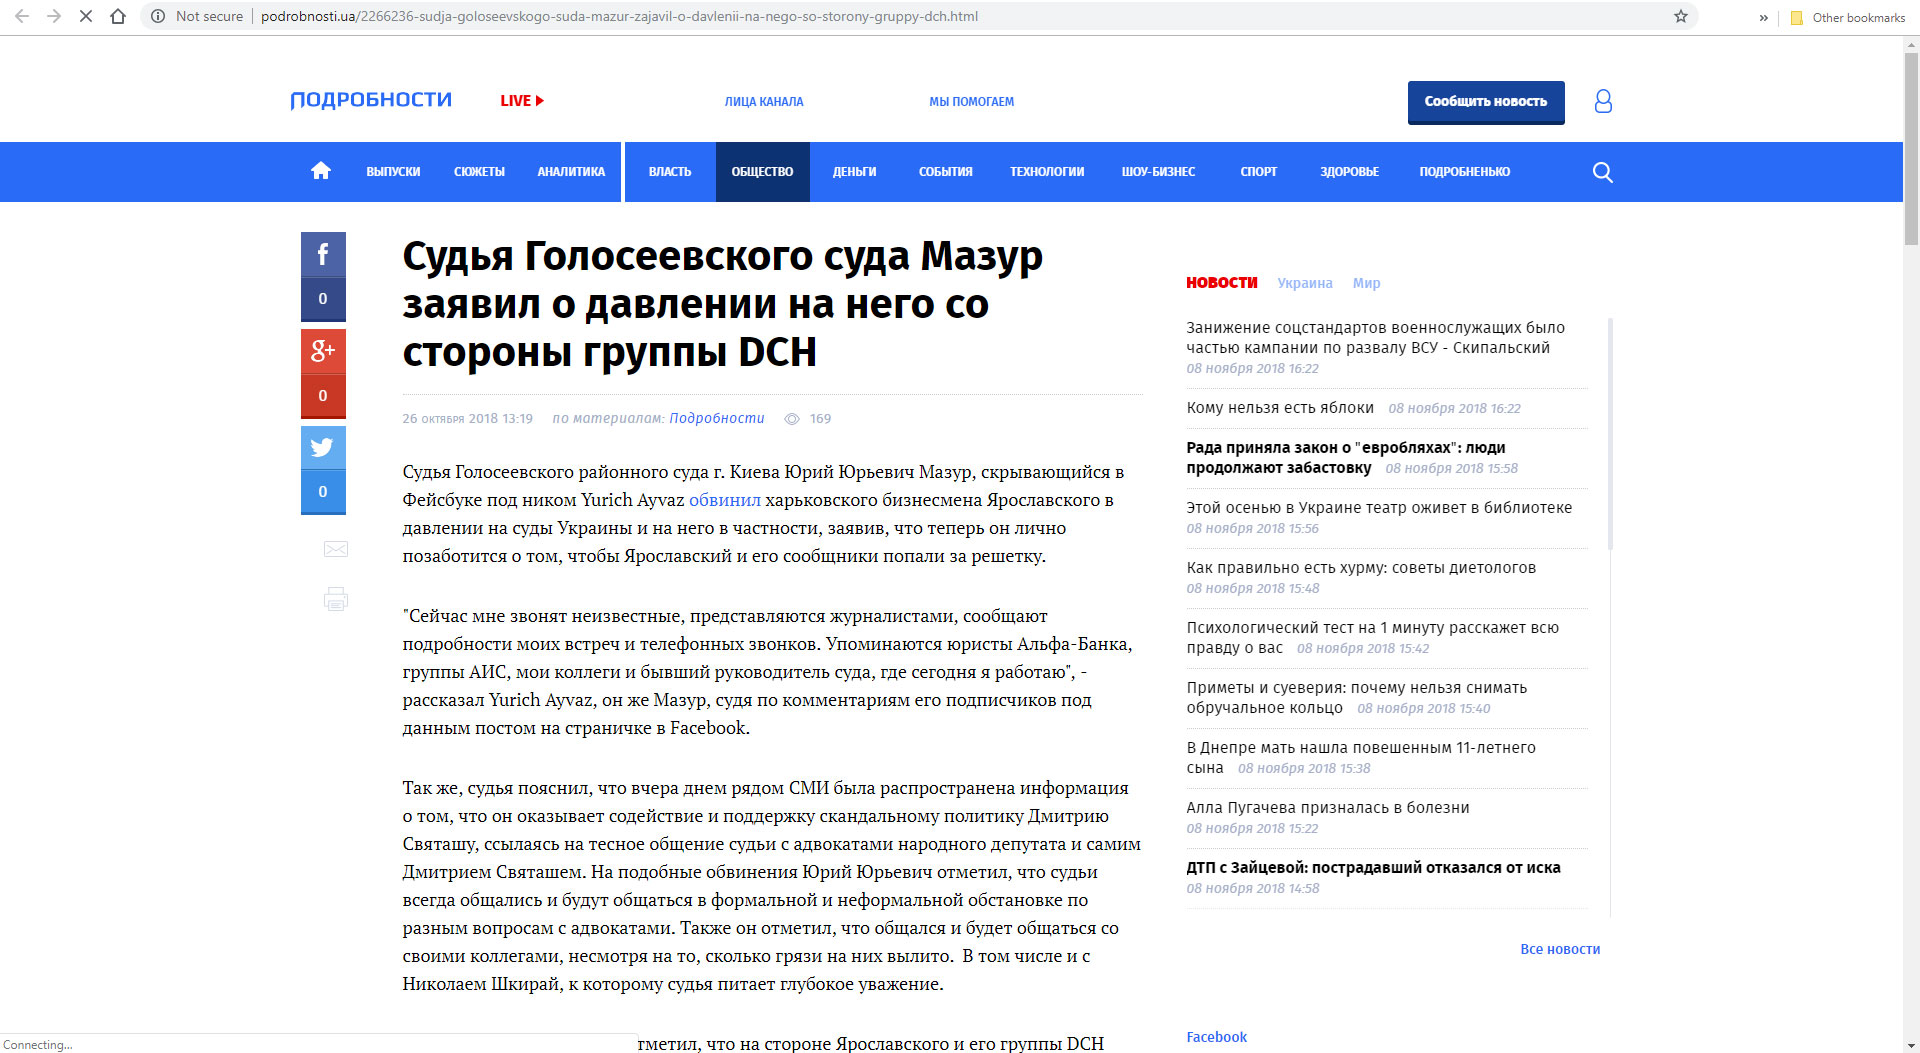 Not secure
podrobnosti.ua/2266236-sudja-goloseevskogo-suda-mazur-zajavil-o-davlenii-na-nego-so-storony-gruppy-dch.html
» Other bookmarks
ПОДРОБНОСТИ
LIVE
ЛИЦА КАНАЛА
МЫ ПОМОГАЕМ
Сообщить новость
ВЫПУСКИ СЮЖЕТЫ АНАЛИТИКА ВЛАСТЬ ОБЩЕСТВО ДЕНЬГИ СОБЫТИЯ ТЕХНОЛОГИИ ШОУ-БИЗНЕС СПОРТ ЗДОРОВЬЕ ПОДРОБНЕНЬКО
f
0
g+
0
0
Судья Голосеевского суда Мазур
заявил о давлении на него со
стороны группы DCH
26 октября 2018 13:19 по материалам: Подробности 169
Судья Голосеевского районного суда г. Киева Юрий Юрьевич Мазур, скрывающийся в
Фейсбуке под ником Yurich Ayvaz обвинил харьковского бизнесмена Ярославского в
давлении на суды Украины и на него в частности, заявив, что теперь он лично
позаботится о том, чтобы Ярославский и его сообщники попали за решетку.
"Сейчас мне звонят неизвестные, представляются журналистами, сообщают
подробности моих встреч и телефонных звонков. Упоминаются юристы Альфа-Банка,
группы АИС, мои коллеги и бывший руководитель суда, где сегодня я работаю", -
рассказал Yurich Ayvaz, он же Мазур, судя по комментариям его подписчиков под
данным постом на страничке в Facebook.
Так же, судья пояснил, что вчера днем рядом СМИ была распространена информация
о том, что он оказывает содействие и поддержку скандальному политику Дмитрию
Святашу, ссылаясь на тесное общение судьи с адвокатами народного депутата и самим
Дмитрием Святашем. На подобные обвинения Юрий Юрьевич отметил, что судьи
всегда общались и будут общаться в формальной и неформальной обстановке по
разным вопросам с адвокатами. Также он отметил, что общался и будет общаться со
своими коллегами, несмотря на то, сколько грязи на них вылито. В том числе и с
Николаем Шкирай, к которому судья питает глубокое уважение.
тметил, что на стороне Ярославского и его группы DCH
НОВОСТИ Украина Мир
Занижение соцстандартов военнослужащих было
частью кампании по развалу ВСУ - Скипальский
08 ноября 2018 16:22
Кому нельзя есть яблоки 08 ноября 2018 16:22
Рада приняла закон о "евробляхах": люди
продолжают забастовку 08 ноября 2018 15:58
Этой осенью в Украине театр оживет в библиотеке
08 ноября 2018 15:56
Как правильно есть хурму: советы диетологов
08 ноября 2018 15:48
Психологический тест на 1 минуту расскажет всю
правду о вас 08 ноября 2018 15:42
Приметы и суеверия: почему нельзя снимать
обручальное кольцо 08 ноября 2018 15:40
В Днепре мать нашла повешенным 11-летнего
сына 08 ноября 2018 15:38
Алла Пугачева призналась в болезни
08 ноября 2018 15:22
ДТП с Зайцевой: пострадавший отказался от иска
08 ноября 2018 14:58
Все новости
Facebook
Connecting...